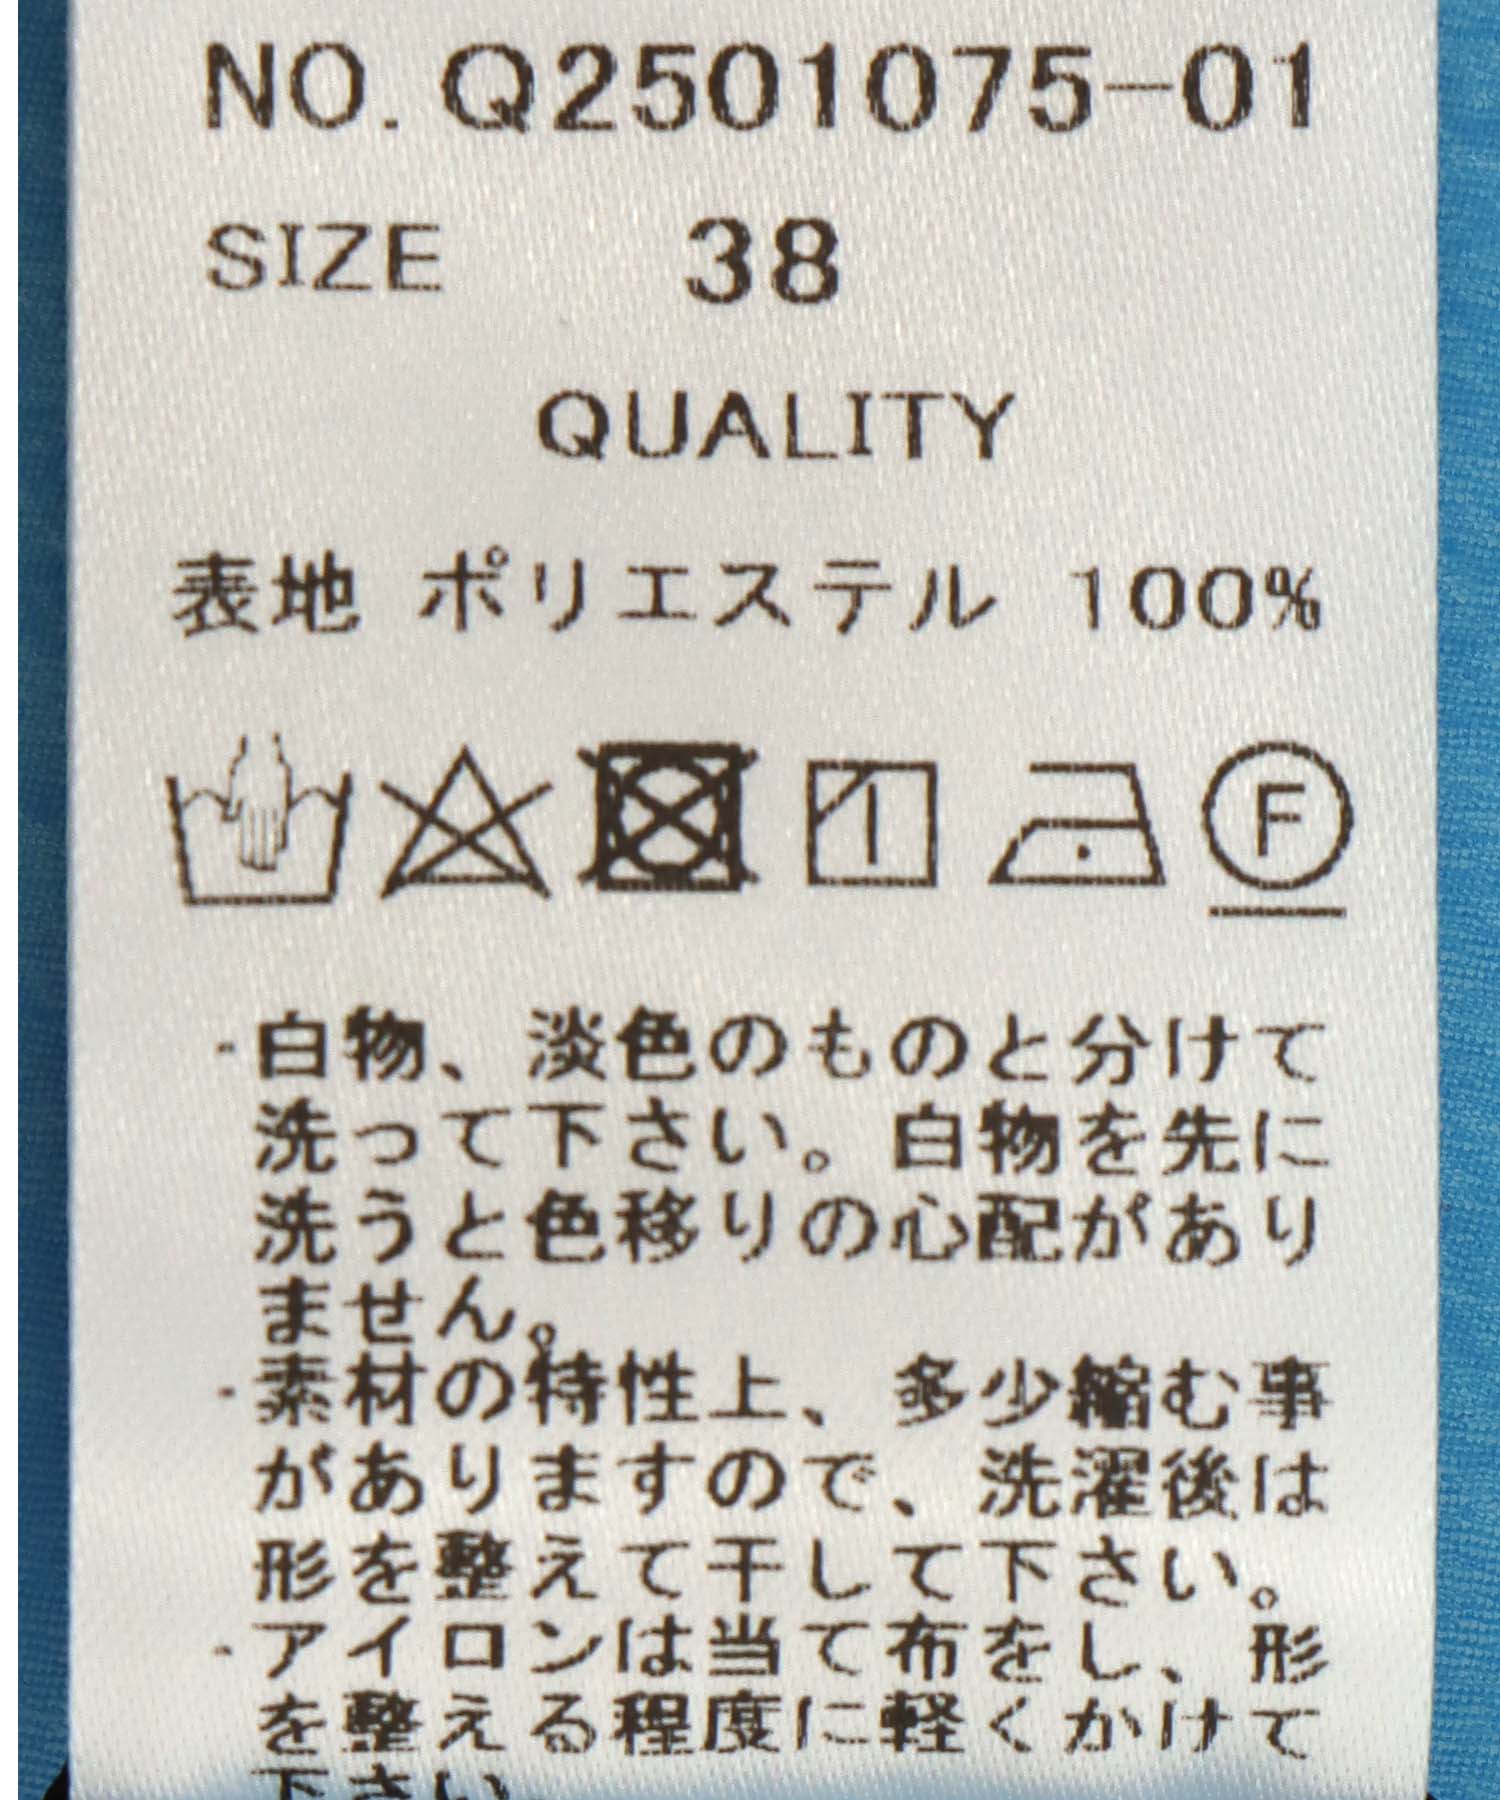 NO. Q2501075-01
SIZE 38
QUALITY
表地 ポリエステル 100%
F
・白物、淡色のものと分けて
洗って下さい。白物を先に
洗うと色移りの心配があり
ません。
・素材の特性上、多少縮む事
がありますので、洗濯後は
形を整えて干して下さい。
・アイロンは当て布をし、形
を整える程度に軽くかけて
下さい